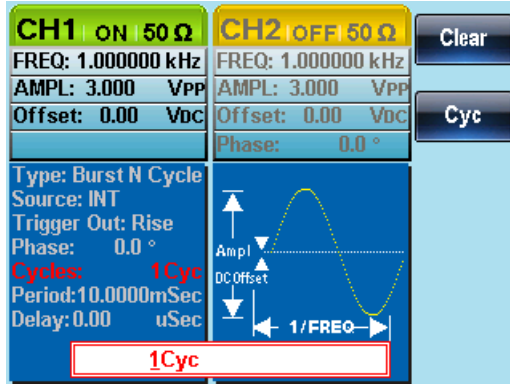 CH1 ON 50 Ω
FREQ: 1.000000 kHz
AMPL: 3.000 VPP
Offset: 0.00 VDC
CH2 OFF 50 Ω
FREQ: 1.000000 kHz
AMPL: 3.000 VPP
Offset: 0.00 VDC
Phase: 0.0 °
Clear
Cyc
Type: Burst N Cycle
Source: INT
Trigger Out: Rise
Phase: 0.0 °
Cycles: 1Cyc
Period:10.0000mSec
Delay:0.00 uSec
Ampl
DC Offset
1/FREQ
1Cyc